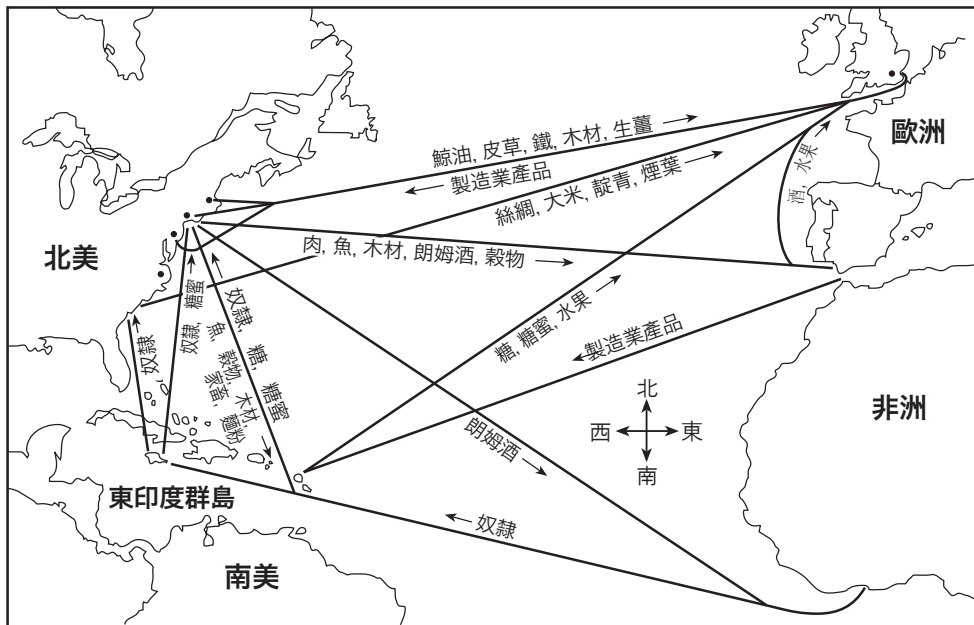 歐洲
鯨油, 皮草, 鐵, 木材, 生薑
製造業產品
絲綢, 大米, 靛青, 煙葉
酒, 水果
北美
肉, 魚, 木材, 朗姆酒, 穀物
糖, 糖蜜, 水果
製造業產品
奴隸
奴隸, 糖蜜
奴隸, 糖, 糖蜜
魚, 穀物, 木材,
家畜, 麵粉
朗姆酒
北
西
東
南
非洲
東印度群島
奴隸
南美